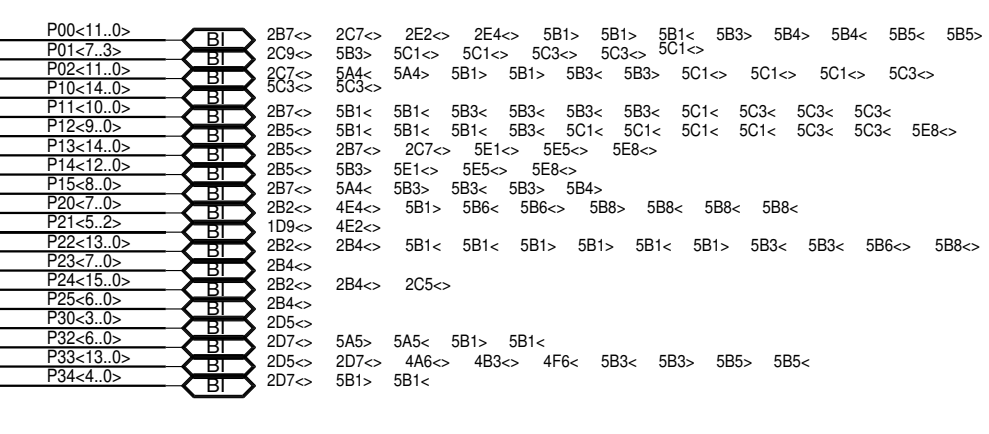 P00<11..0> BI 2B7<> 2C7<> 2E2<> 2E4<> 5B1> 5B1> 5B1< 5B3> 5B4> 5B4< 5B5< 5B5>
P01<7..3> BI 2C9<> 5B3> 5C1<> 5C1<> 5C3<> 5C3<> 5C1<>
P02<11..0> BI 2C7<> 5A4< 5A4> 5B1> 5B1> 5B3< 5B3> 5C1<> 5C1<> 5C1<> 5C3<>
P10<14..0> BI 5C3<> 5C3<>
P11<10..0> BI 2B7<> 5B1< 5B1< 5B3< 5B3< 5B3< 5B3< 5C1< 5C3< 5C3< 5C3<
P12<9..0> BI 2B5<> 5B1< 5B1< 5B1< 5B3< 5C1< 5C1< 5C1< 5C1< 5C3< 5C3< 5E8<>
P13<14..0> BI 2B5<> 2B7<> 2C7<> 5E1<> 5E5<> 5E8<>
P14<12..0> BI 2B5<> 5B3> 5E1<> 5E5<> 5E8<>
P15<8..0> BI 2B7<> 5A4< 5B3> 5B3< 5B3> 5B4>
P20<7..0> BI 2B2<> 4E4<> 5B1> 5B6< 5B6<> 5B8> 5B8< 5B8< 5B8<
P21<5..2> BI 1D9<> 4E2<>
P22<13..0> BI 2B2<> 2B4<> 5B1< 5B1< 5B1> 5B1> 5B1< 5B1> 5B3< 5B3< 5B6<> 5B8<>
P23<7..0> BI 2B4<>
P24<15..0> BI 2B2<> 2B4<> 2C5<>
P25<6..0> BI 2B4<>
P30<3..0> BI 2D5<>
P32<6..0> BI 2D7<> 5A5> 5A5< 5B1> 5B1<
P33<13..0> BI 2D5<> 2D7<> 4A6<> 4B3<> 4F6< 5B3< 5B3> 5B5> 5B5<
P34<4..0> BI 2D7<> 5B1> 5B1<